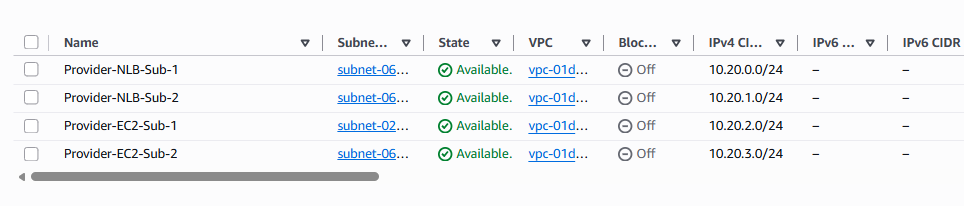 Name Subne... State VPC Bloc... IPv4 CI... IPv6 ... IPv6 CIDR
Provider-NLB-Sub-1 subnet-06... Available. vpc-01d... Off 10.20.0.0/24 – –
Provider-NLB-Sub-2 subnet-06... Available. vpc-01d... Off 10.20.1.0/24 – –
Provider-EC2-Sub-1 subnet-02... Available. vpc-01d... Off 10.20.2.0/24 – –
Provider-EC2-Sub-2 subnet-06... Available. vpc-01d... Off 10.20.3.0/24 – –